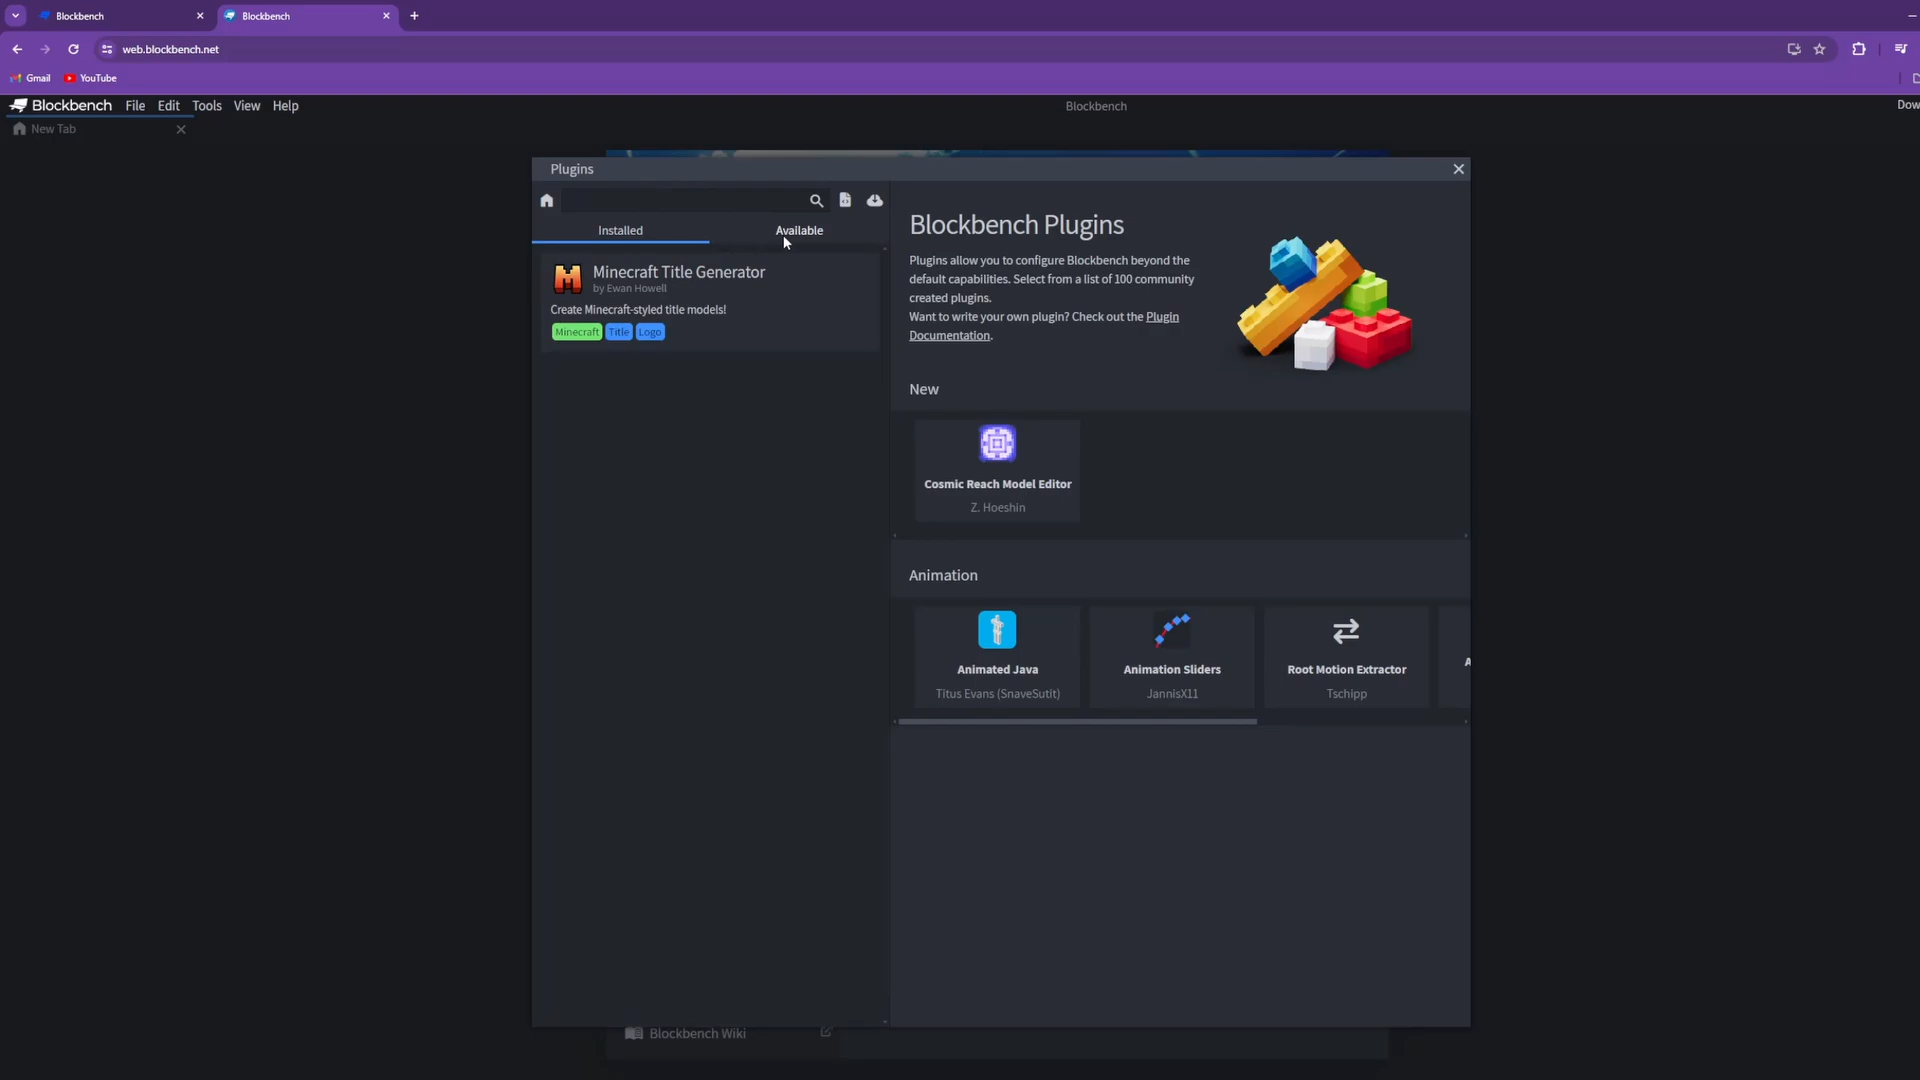 Blockbench
Blockbench
web.blockbench.net
Gmail
YouTube
Blockbench File Edit Tools View Help
Blockbench
Dow
New Tab
Plugins
Installed
Available
Minecraft Title Generator
by Ewan Howell
Create Minecraft-styled title models!
Minecraft Title Logo
Blockbench Plugins
Plugins allow you to configure Blockbench beyond the
default capabilities. Select from a list of 100 community
created plugins.
Want to write your own plugin? Check out the Plugin
Documentation.
New
Cosmic Reach Model Editor
Z. Hoeshin
Animation
Animated Java
Titus Evans (SnaveSutit)
Animation Sliders
JannisX11
Root Motion Extractor
Tschipp
A
Blockbench Wiki